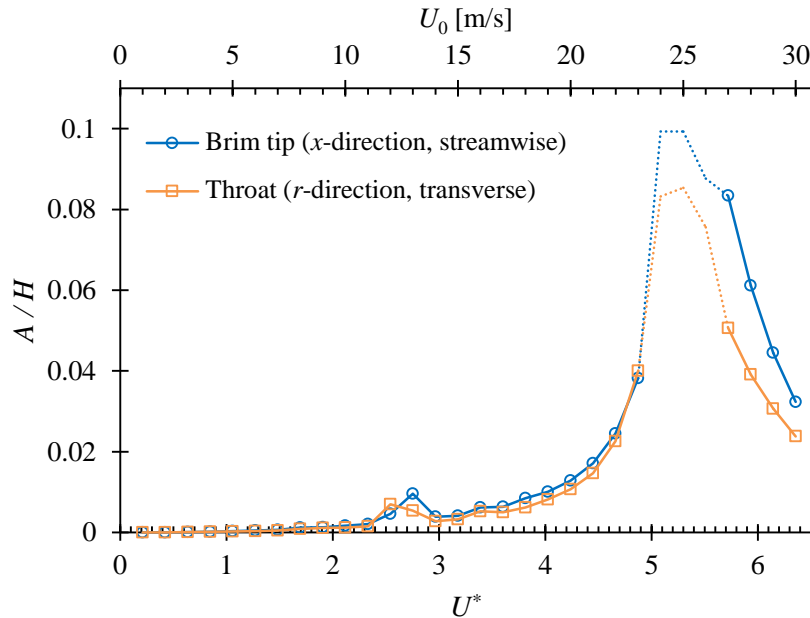 U₀ [m/s]
0 5 10 15 20 25 30
0.1
Brim tip (x-direction, streamwise)
Throat (r-direction, transverse)
0.08
0.06
A / H
0.04
0.02
0
0 1 2 3 4 5 6
U*